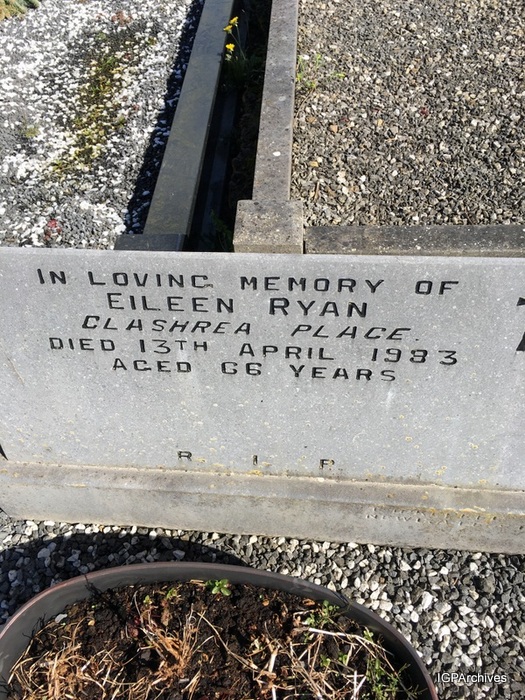 IN LOVING MEMORY OF
EILEEN RYAN
CLASHREA PLACE.
DIED 13TH APRIL 1983
AGED 66 YEARS
R I P
IGPArchives